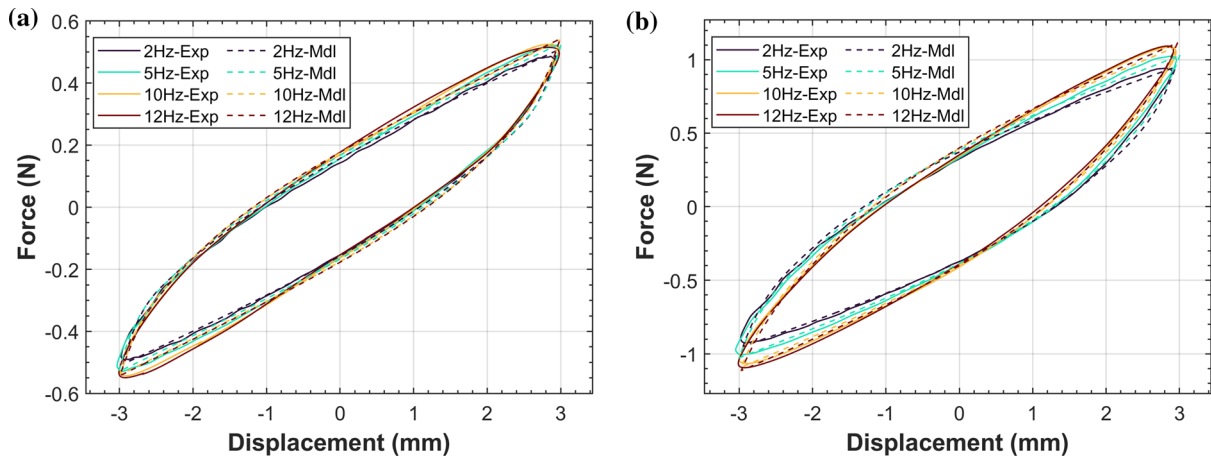 (a)
0.6
0.4
0.2
0
-0.2
-0.4
-0.6
Force (N)
2Hz-Exp 2Hz-Mdl
5Hz-Exp 5Hz-Mdl
10Hz-Exp 10Hz-Mdl
12Hz-Exp 12Hz-Mdl
-3 -2 -1 0 1 2 3
Displacement (mm)
(b)
1
0.5
0
-0.5
-1
Force (N)
2Hz-Exp 2Hz-Mdl
5Hz-Exp 5Hz-Mdl
10Hz-Exp 10Hz-Mdl
12Hz-Exp 12Hz-Mdl
-3 -2 -1 0 1 2 3
Displacement (mm)